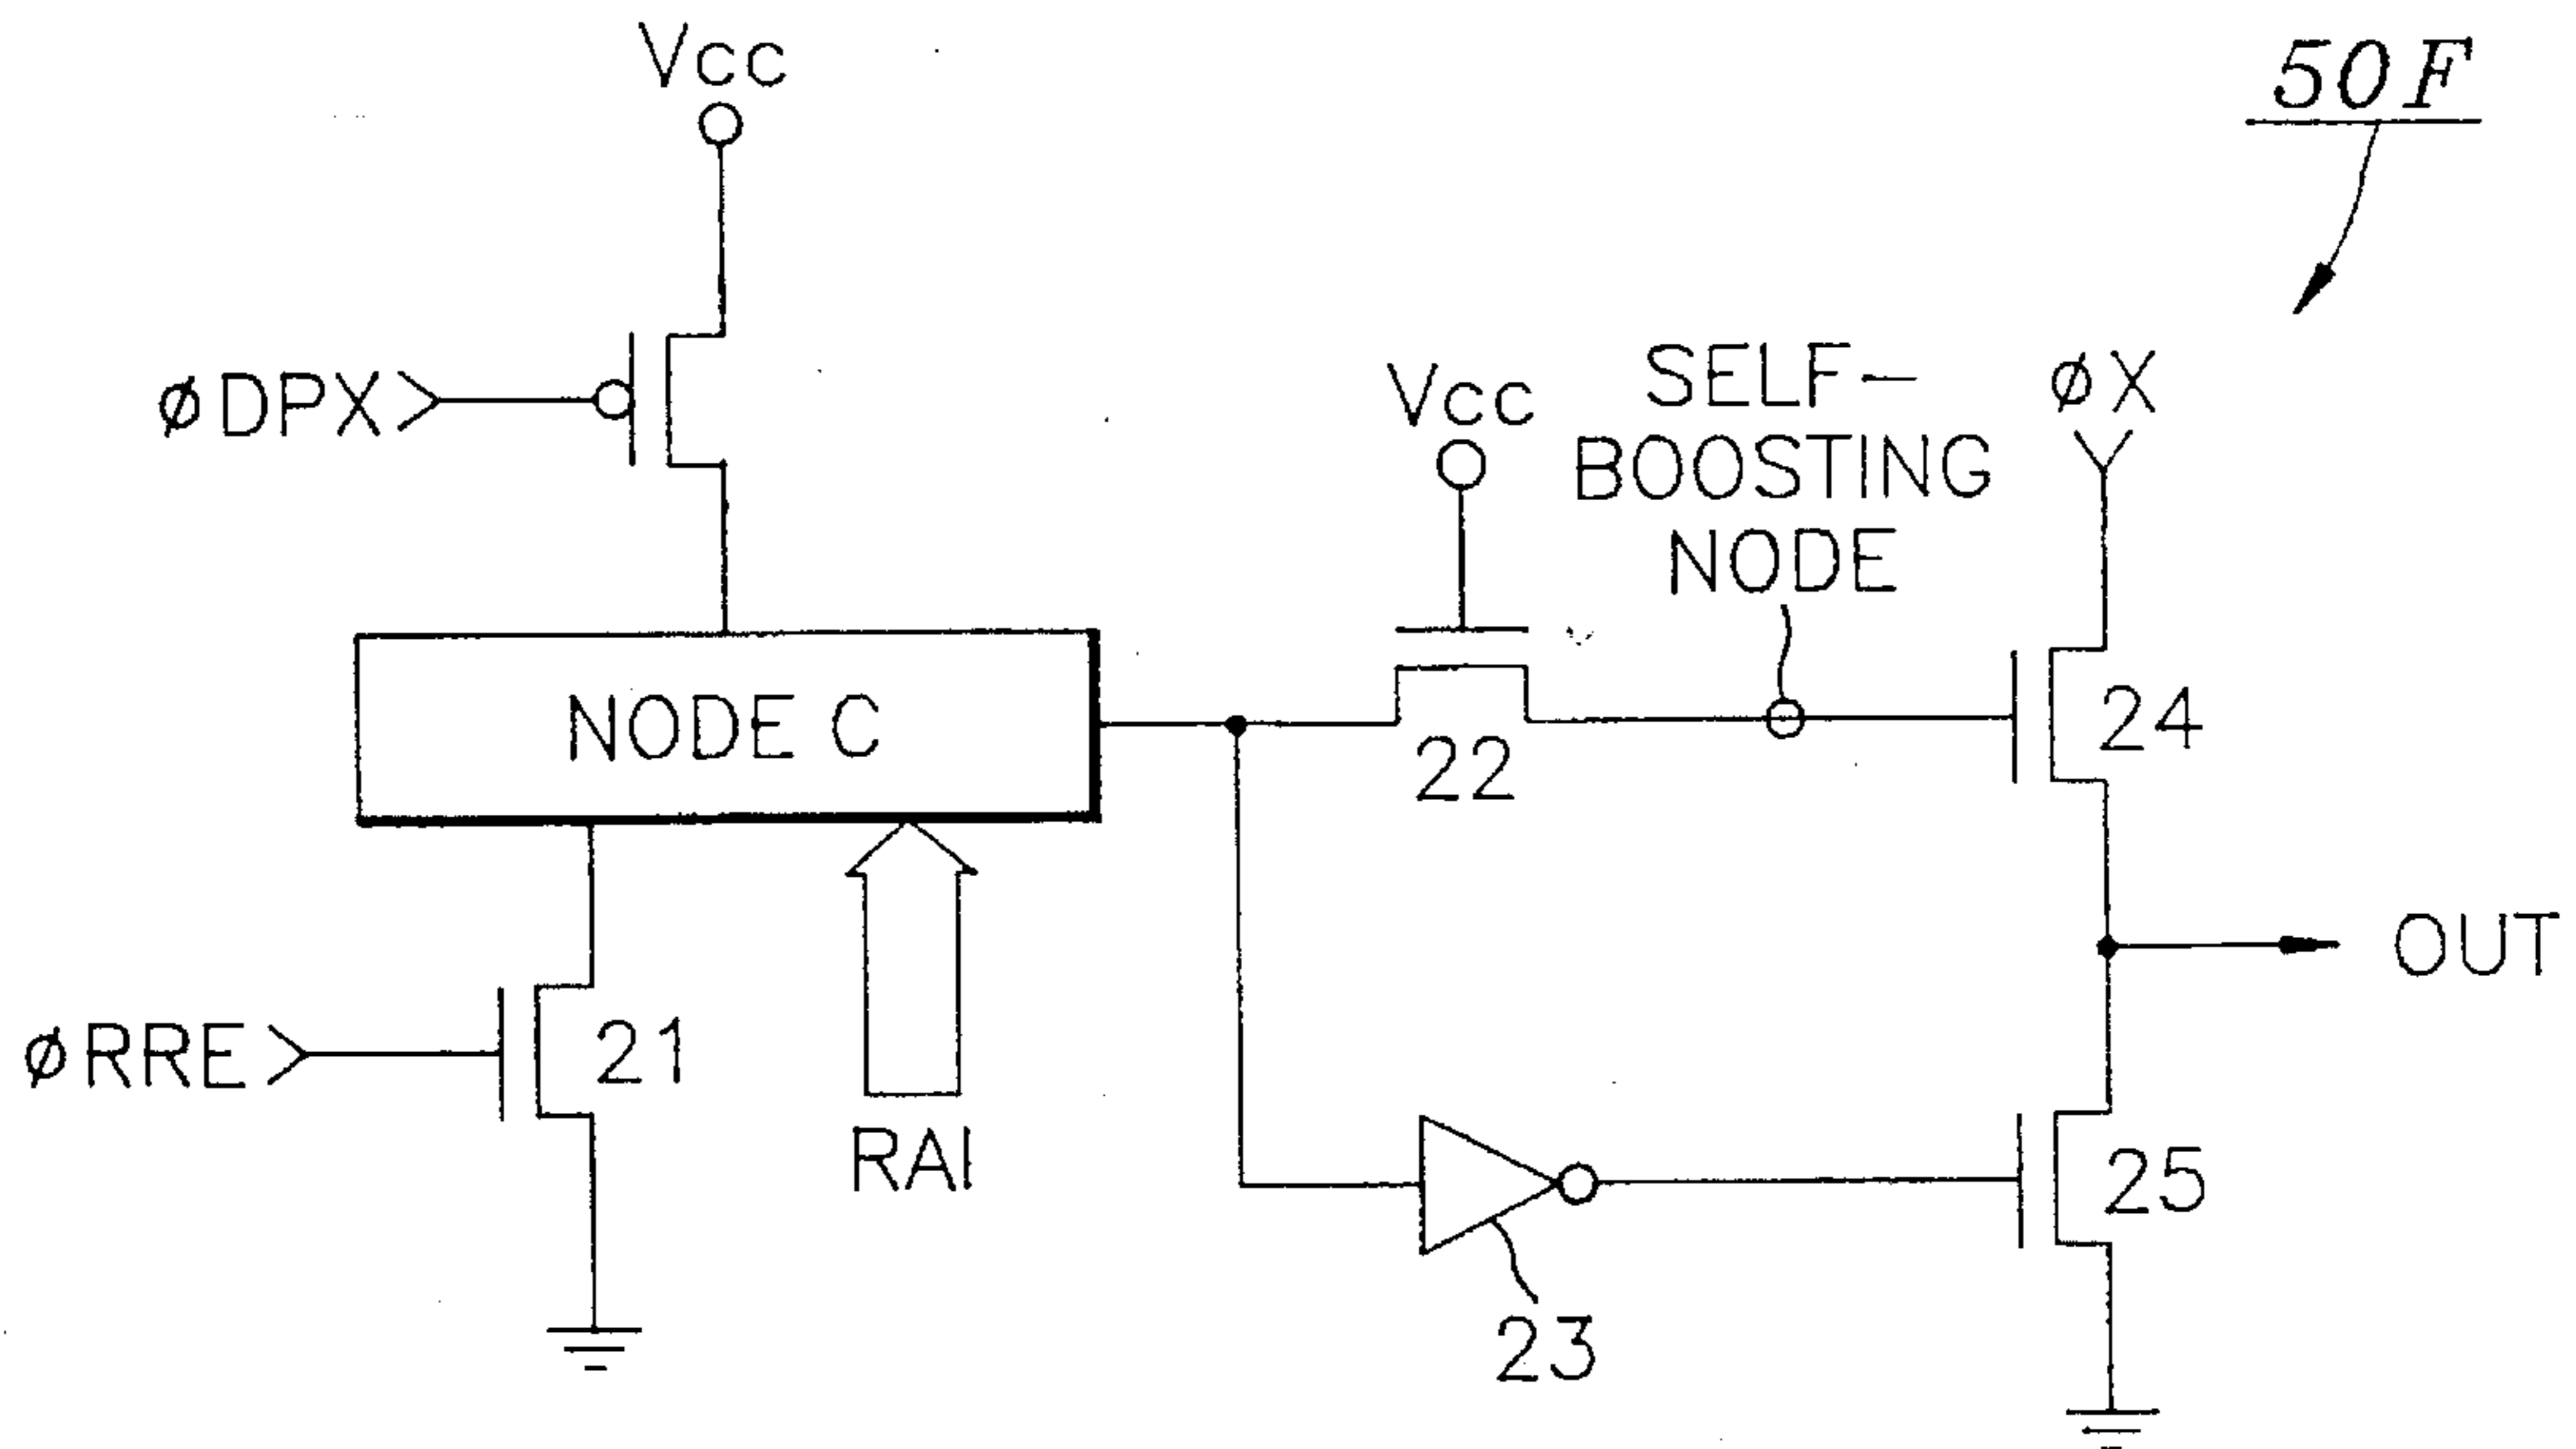 Vcc
50F
øDPX
Vcc
SELF-
BOOSTING
NODE
øX
NODE C
22
24
øRRE
21
RAI
OUT
23
25